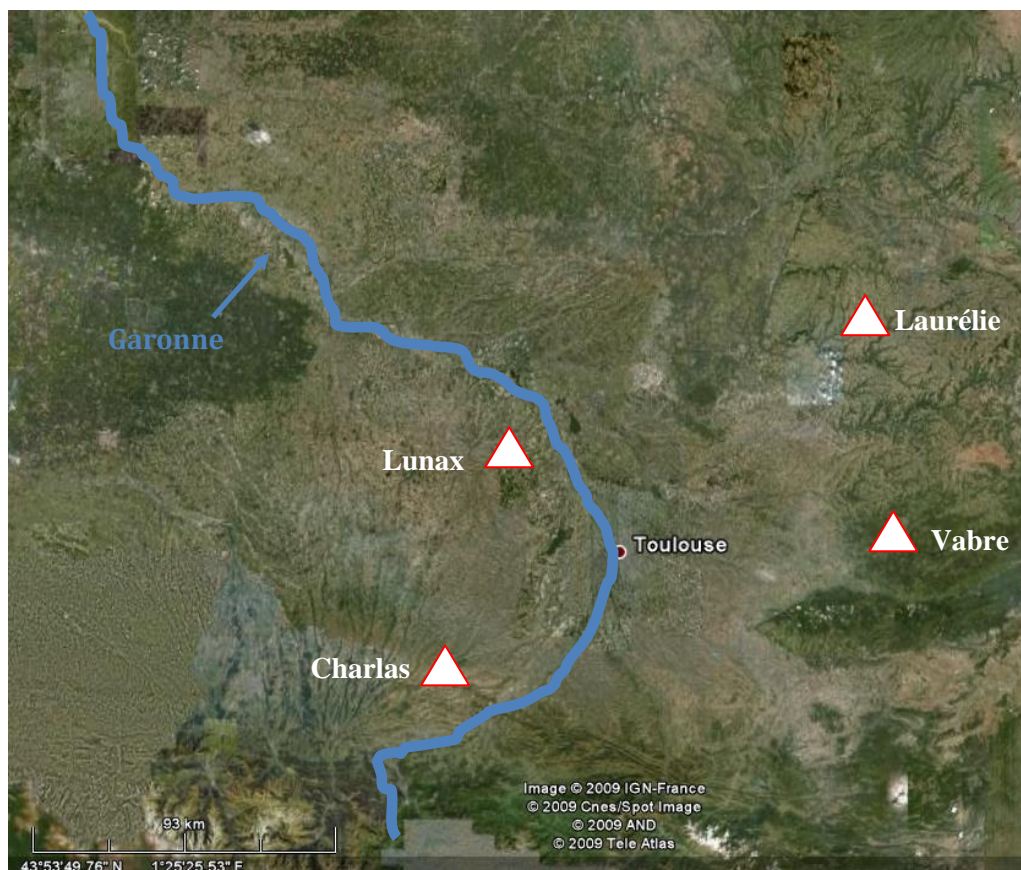 Laurélie
Garonne
Lunax
Toulouse
Vabre
Charlas
Image © 2009 IGN-France
© 2009 Cnes/Spot Image
© 2009 AND
© 2009 Tele Atlas
93 km
43°53'49.76" N 1°25'25.53" E